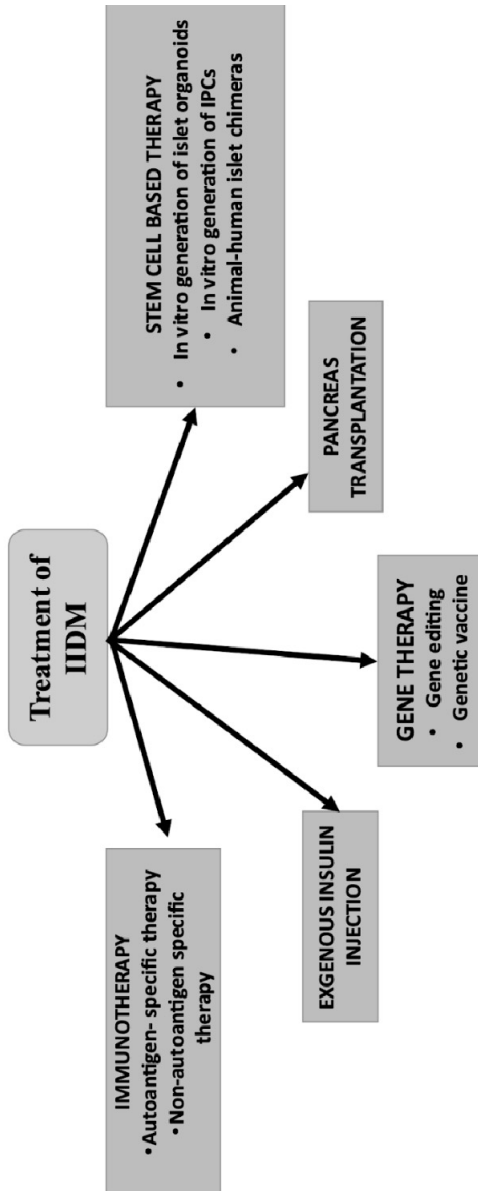 Treatment of
IIDM
IMMUNOTHERAPY
•Autoantigen- specific therapy
•Non-autoantigen specific
therapy
EXGENOUS INSULIN
INJECTION
GENE THERAPY
• Gene editing
• Genetic vaccine
PANCREAS
TRANSPLANTATION
STEM CELL BASED THERAPY
• In vitro generation of islet organoids
• In vitro generation of IPCs
• Animal-human islet chimeras